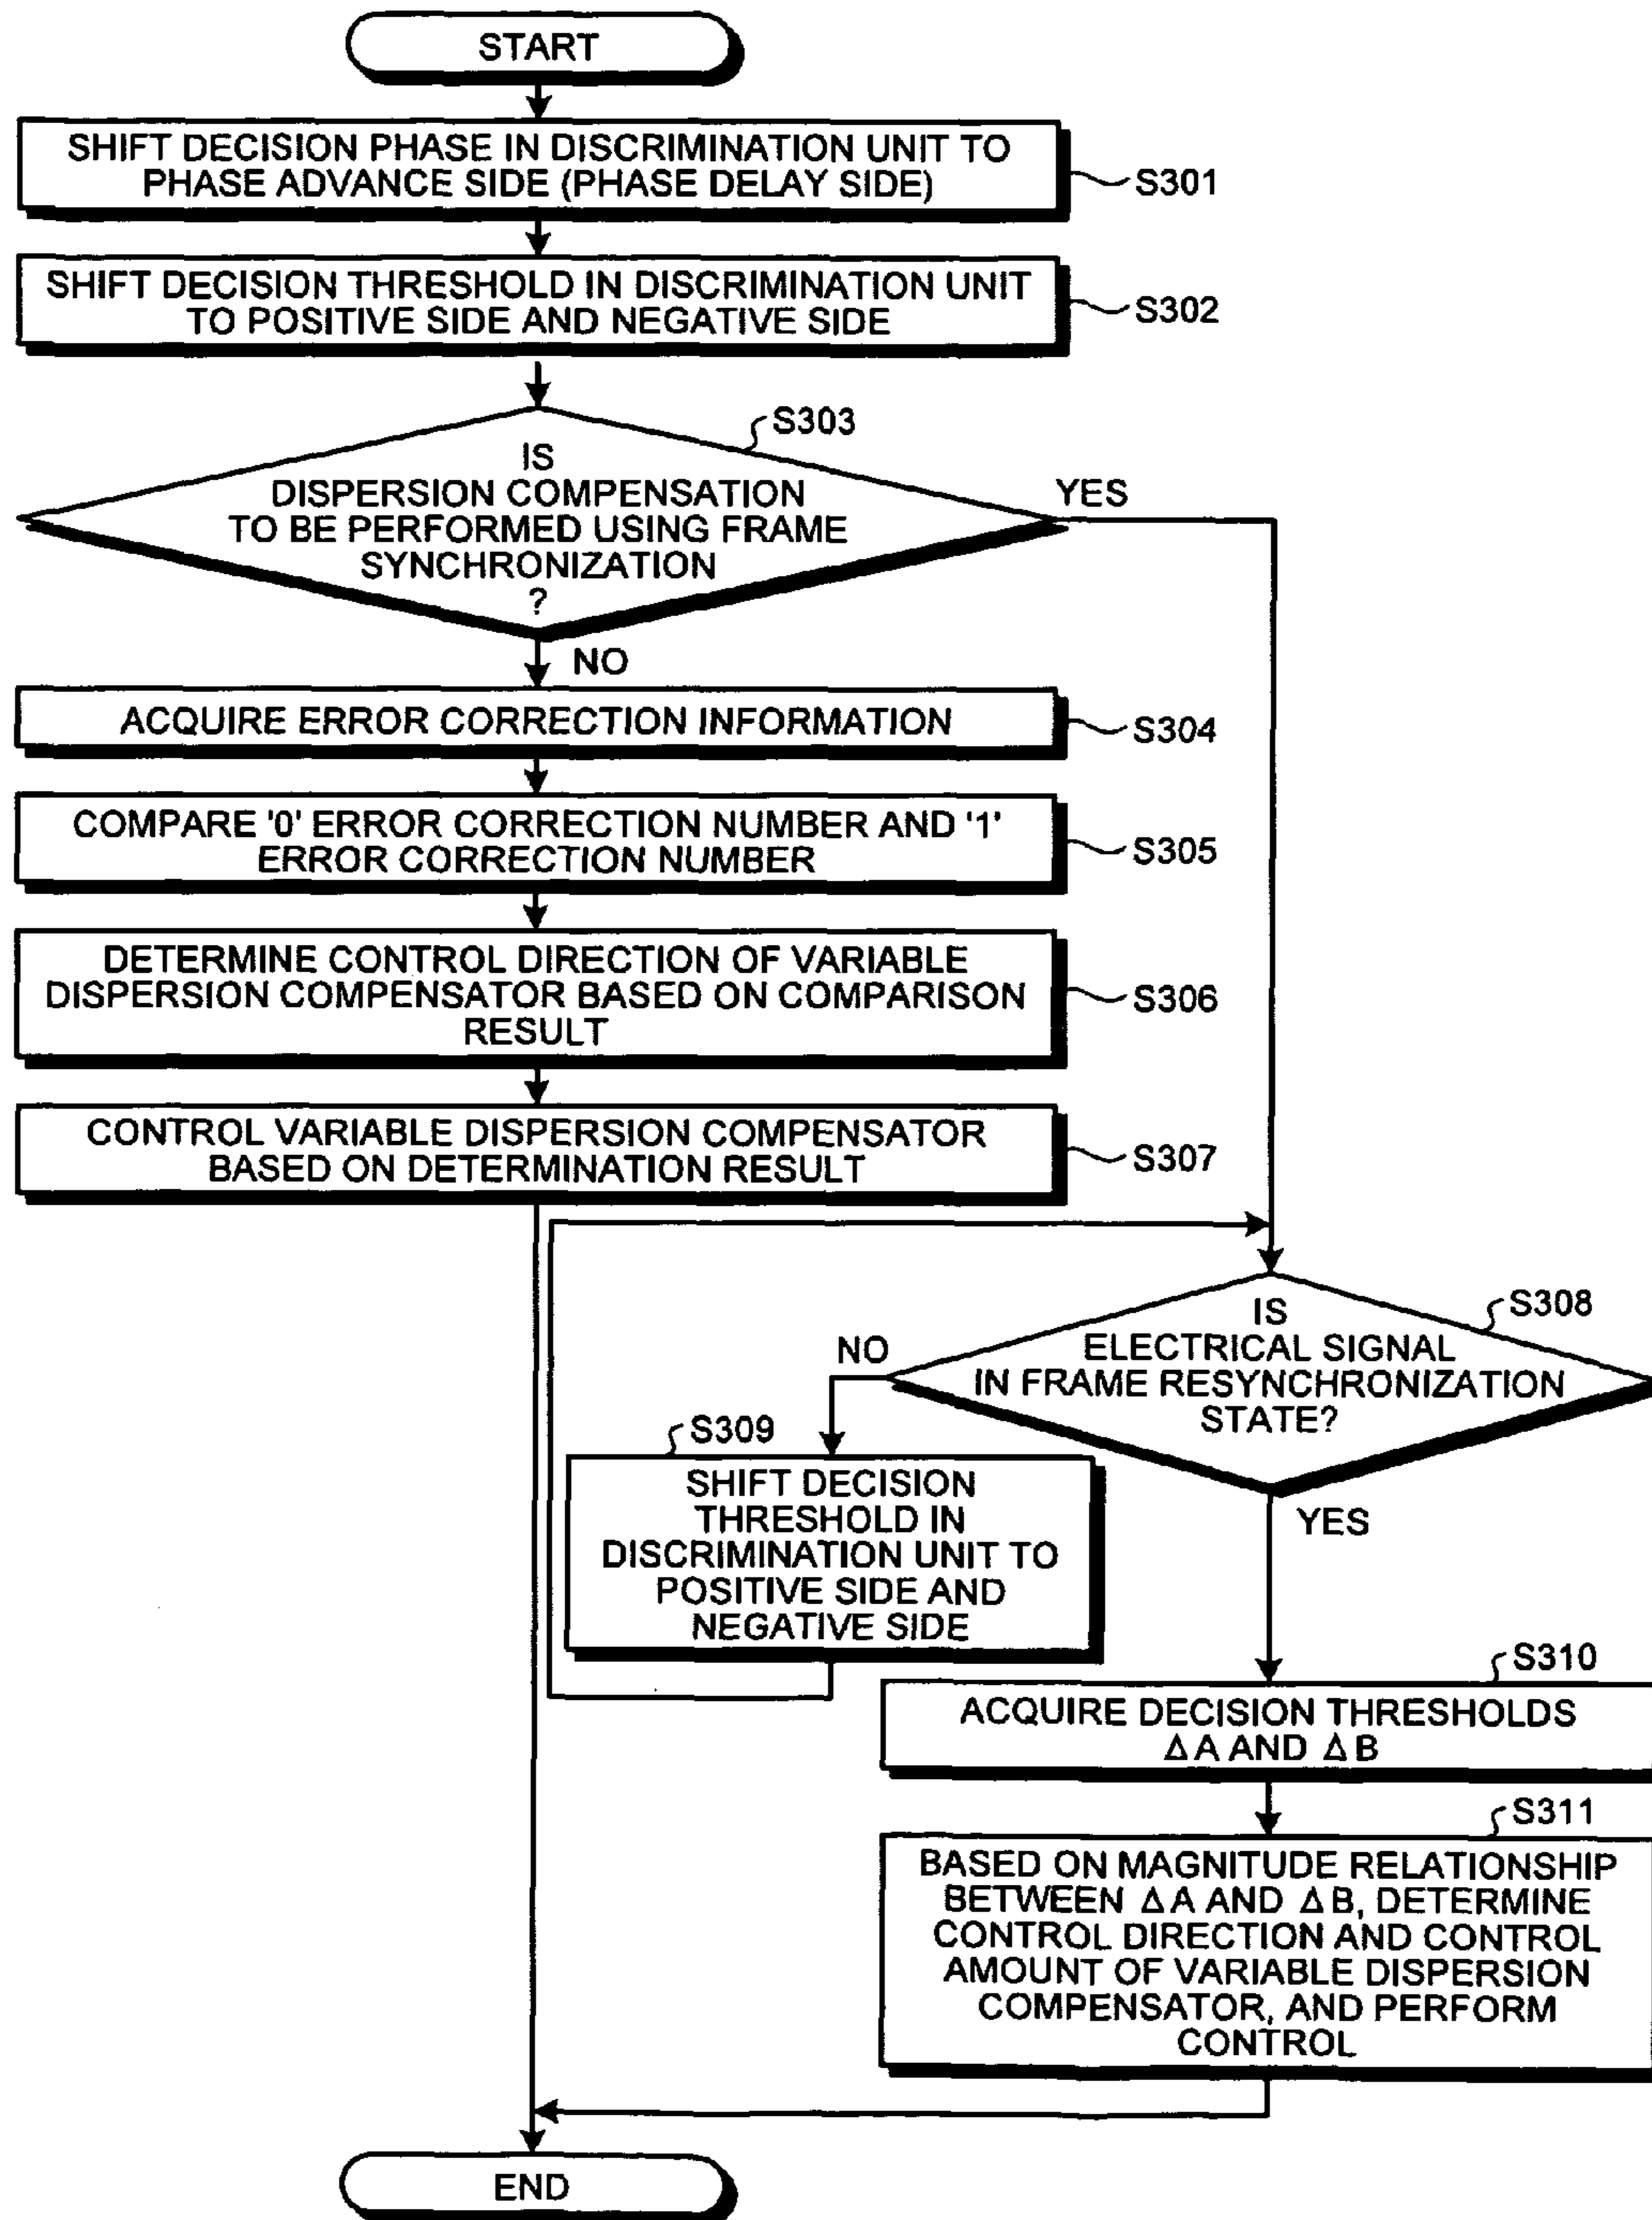 START
SHIFT DECISION PHASE IN DISCRIMINATION UNIT TO
PHASE ADVANCE SIDE (PHASE DELAY SIDE)
S301
SHIFT DECISION THRESHOLD IN DISCRIMINATION UNIT
TO POSITIVE SIDE AND NEGATIVE SIDE
S302
S303
IS
DISPERSION COMPENSATION
TO BE PERFORMED USING FRAME
SYNCHRONIZATION
?
YES
NO
ACQUIRE ERROR CORRECTION INFORMATION
S304
COMPARE '0' ERROR CORRECTION NUMBER AND '1'
ERROR CORRECTION NUMBER
S305
DETERMINE CONTROL DIRECTION OF VARIABLE
DISPERSION COMPENSATOR BASED ON COMPARISON
RESULT
S306
CONTROL VARIABLE DISPERSION COMPENSATOR
BASED ON DETERMINATION RESULT
S307
S308
IS
ELECTRICAL SIGNAL
IN FRAME RESYNCHRONIZATION
STATE?
NO
YES
S309
SHIFT DECISION
THRESHOLD IN
DISCRIMINATION UNIT TO
POSITIVE SIDE AND
NEGATIVE SIDE
S310
ACQUIRE DECISION THRESHOLDS
ΔA AND ΔB
S311
BASED ON MAGNITUDE RELATIONSHIP
BETWEEN ΔA AND ΔB, DETERMINE
CONTROL DIRECTION AND CONTROL
AMOUNT OF VARIABLE DISPERSION
COMPENSATOR, AND PERFORM
CONTROL
END